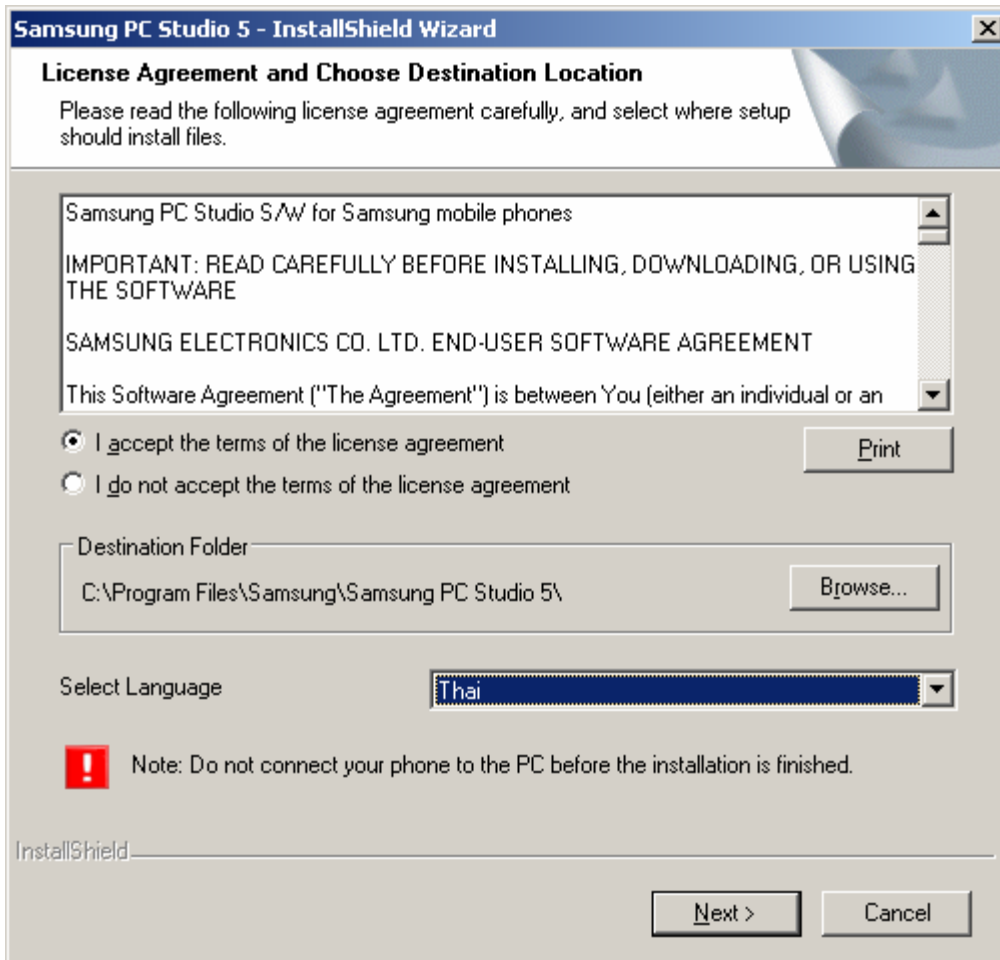 Samsung PC Studio 5 - InstallShield Wizard
License Agreement and Choose Destination Location
Please read the following license agreement carefully, and select where setup
should install files.
Samsung PC Studio S/W for Samsung mobile phones
IMPORTANT: READ CAREFULLY BEFORE INSTALLING, DOWNLOADING, OR USING
THE SOFTWARE
SAMSUNG ELECTRONICS CO. LTD. END-USER SOFTWARE AGREEMENT
This Software Agreement ("The Agreement") is between You (either an individual or an
I accept the terms of the license agreement
Print
I do not accept the terms of the license agreement
Destination Folder
C:\Program Files\Samsung\Samsung PC Studio 5\
Browse...
Select Language
Thai
Note: Do not connect your phone to the PC before the installation is finished.
InstallShield
Next >
Cancel